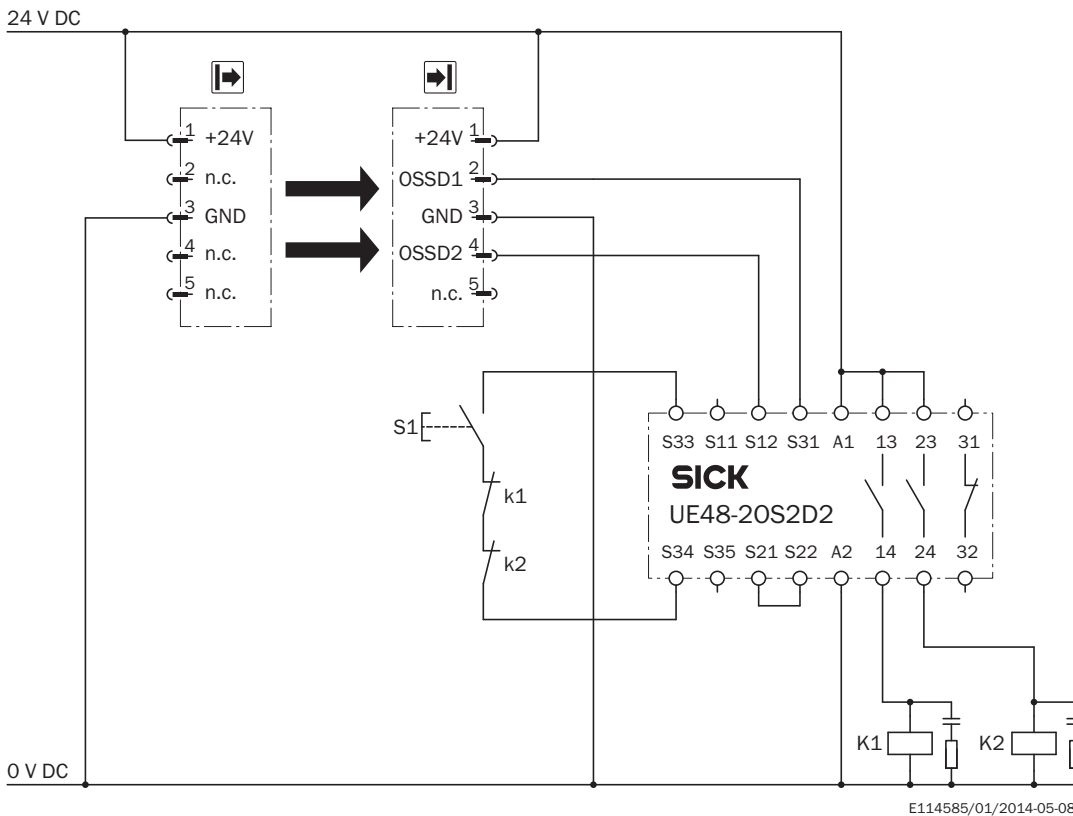 24 V DC
1 +24V
2 n.c.
3 GND
4 n.c.
5 n.c.
+24V 1
OSSD1 2
GND 3
OSSD2 4
n.c. 5
S1
k1
k2
S33 S11 S12 S31 A1 13 23 31
SICK
UE48-20S2D2
S34 S35 S21 S22 A2 14 24 32
K1
K2
0 V DC
E114585/01/2014-05-08